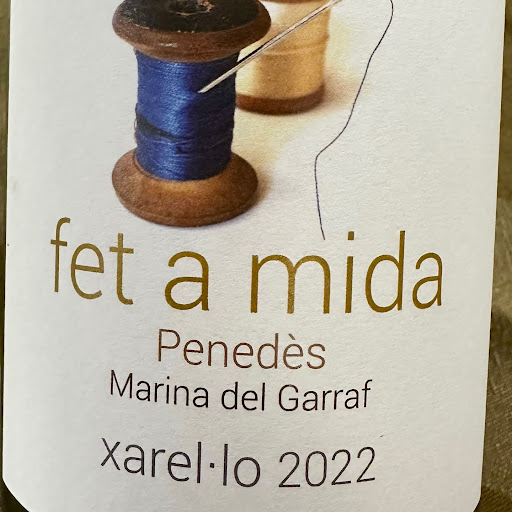 fet a mida
Penedès
Marina del Garraf
xarel·lo 2022